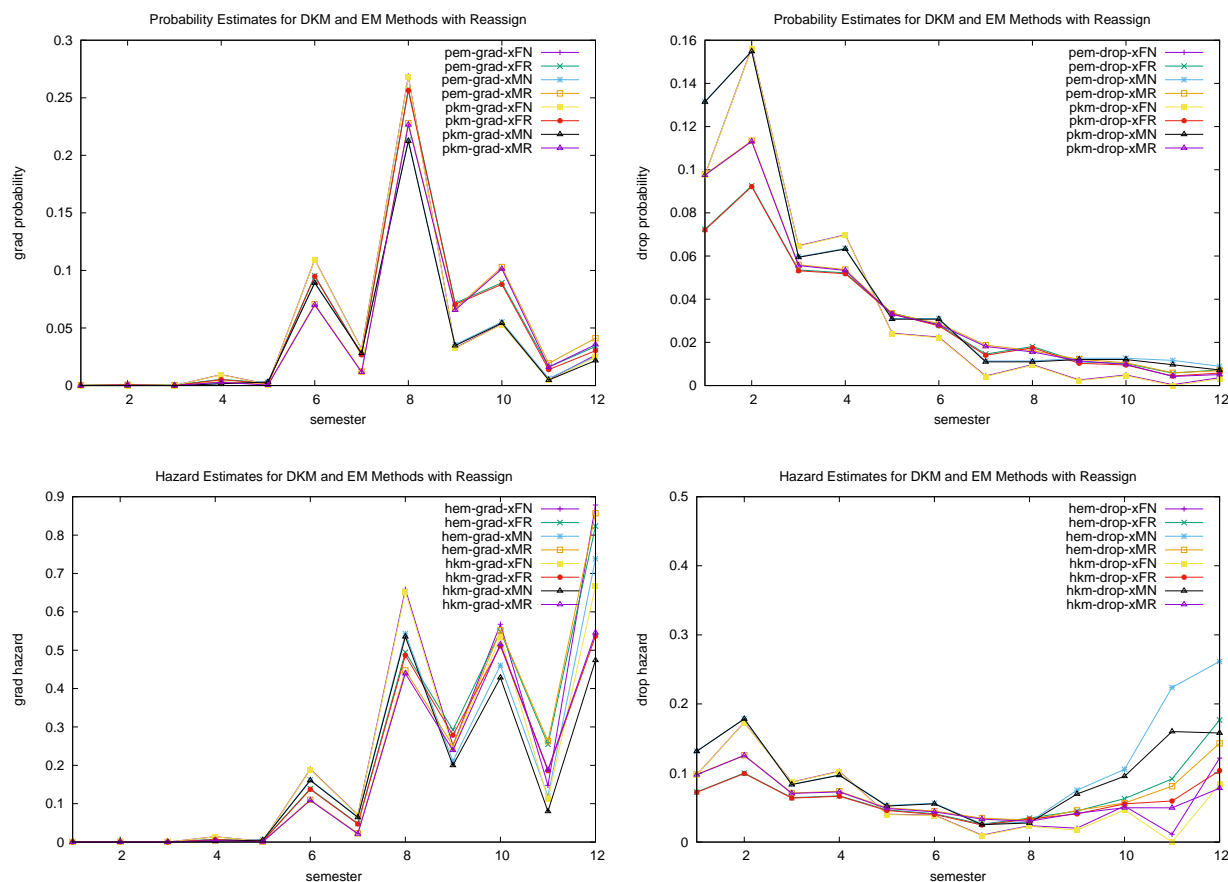 Probability Estimates for DKM and EM Methods with Reassign
0.3
0.25
0.2
0.15
0.1
0.05
0
grad probability
pem-grad-xFN
pem-grad-xFR
pem-grad-xMN
pem-grad-xMR
pkm-grad-xFN
pkm-grad-xFR
pkm-grad-xMN
pkm-grad-xMR
2 4 6 8 10 12
semester
Probability Estimates for DKM and EM Methods with Reassign
0.16
0.14
0.12
0.1
0.08
0.06
0.04
0.02
0
drop probability
pem-drop-xFN
pem-drop-xFR
pem-drop-xMN
pem-drop-xMR
pkm-drop-xFN
pkm-drop-xFR
pkm-drop-xMN
pkm-drop-xMR
2 4 6 8 10 12
semester
Hazard Estimates for DKM and EM Methods with Reassign
0.9
0.8
0.7
0.6
0.5
0.4
0.3
0.2
0.1
0
grad hazard
hem-grad-xFN
hem-grad-xFR
hem-grad-xMN
hem-grad-xMR
hkm-grad-xFN
hkm-grad-xFR
hkm-grad-xMN
hkm-grad-xMR
2 4 6 8 10 12
semester
Hazard Estimates for DKM and EM Methods with Reassign
0.5
0.4
0.3
0.2
0.1
0
drop hazard
hem-drop-xFN
hem-drop-xFR
hem-drop-xMN
hem-drop-xMR
hkm-drop-xFN
hkm-drop-xFR
hkm-drop-xMN
hkm-drop-xMR
2 4 6 8 10 12
semester